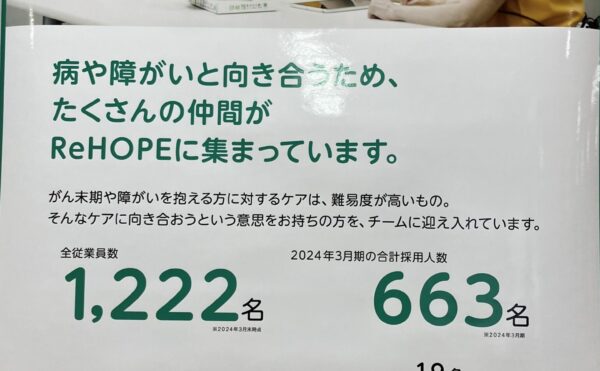 病や障がいと向き合うため、
たくさんの仲間が
ReHOPEに集まっています。
がん末期や障がいを抱える方に対するケアは、難易度が高いもの。
そんなケアに向き合おうという意思をお持ちの方を、チームに迎え入れています。
全従業員数
1,222名
※2024年3月末時点
2024年3月期の合計採用人数
663名
※2024年3月期